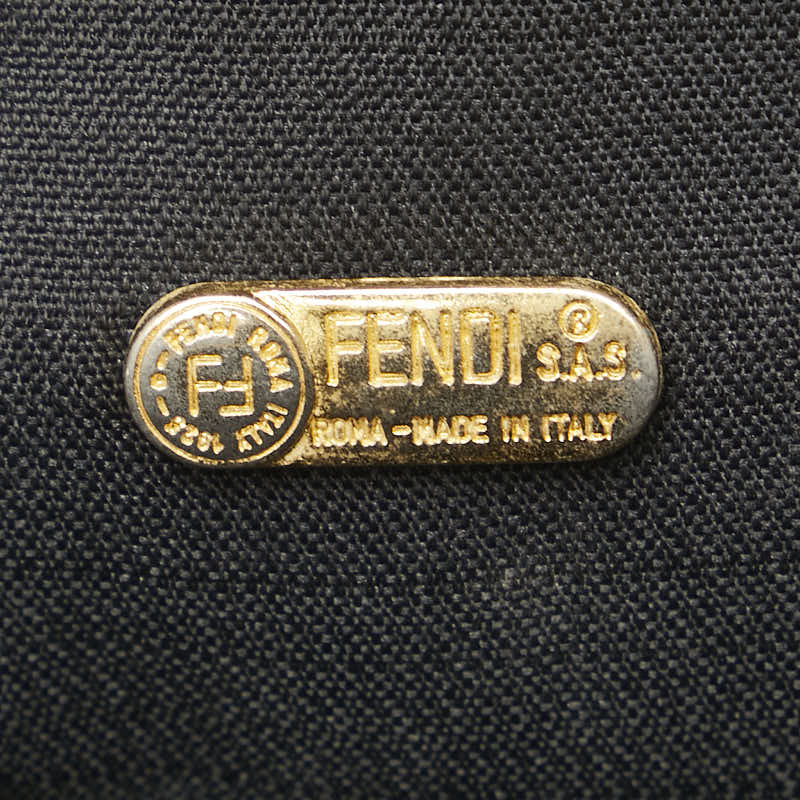 FENDI ROMA ITALY 1925
FF
FENDI ®
S.A.S.
ROMA - MADE IN ITALY